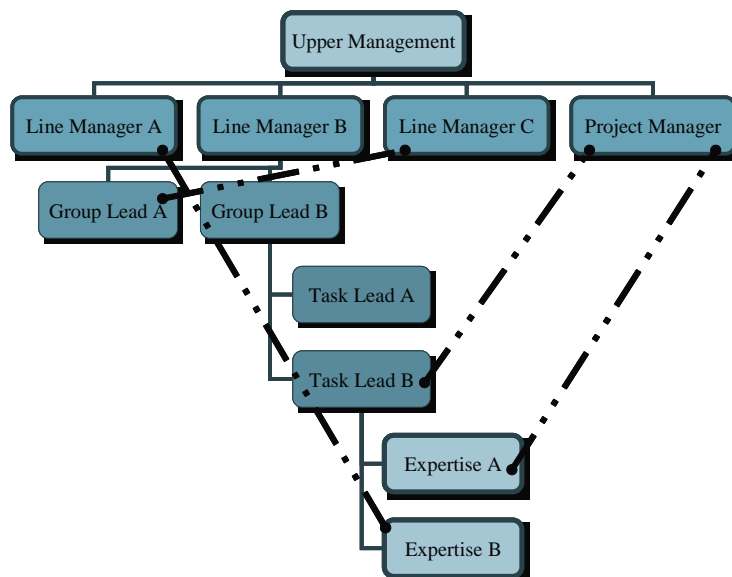 Upper Management
Line Manager A
Line Manager B
Line Manager C
Project Manager
Group Lead A
Group Lead B
Task Lead A
Task Lead B
Expertise A
Expertise B